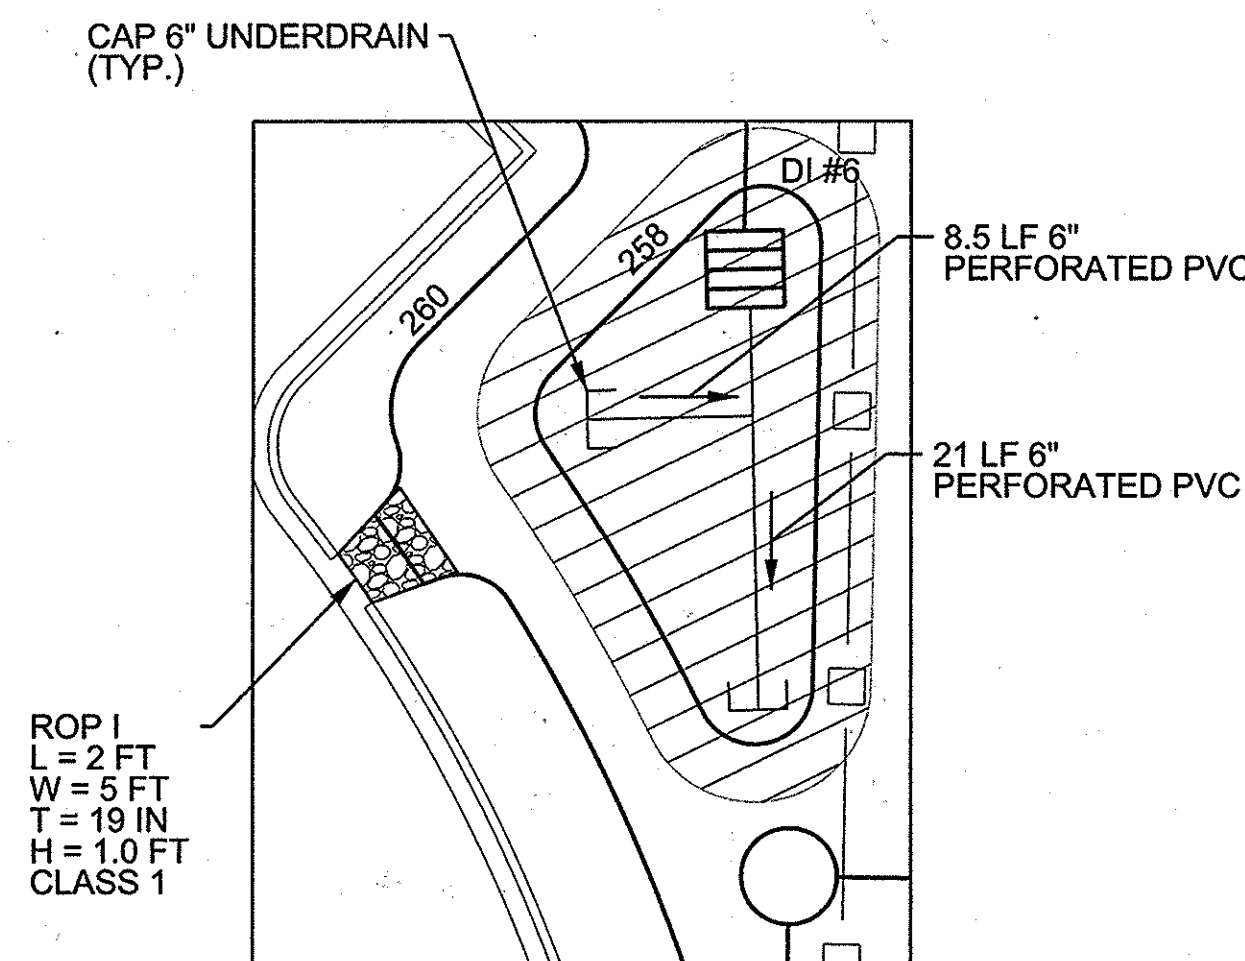 CAP 6" UNDERDRAIN
(TYP.)
DI #6
258
8.5 LF 6"
PERFORATED PVC
260
21 LF 6"
PERFORATED PVC
ROP I
L = 2 FT
W = 5 FT
T = 19 IN
H = 1.0 FT
CLASS 1